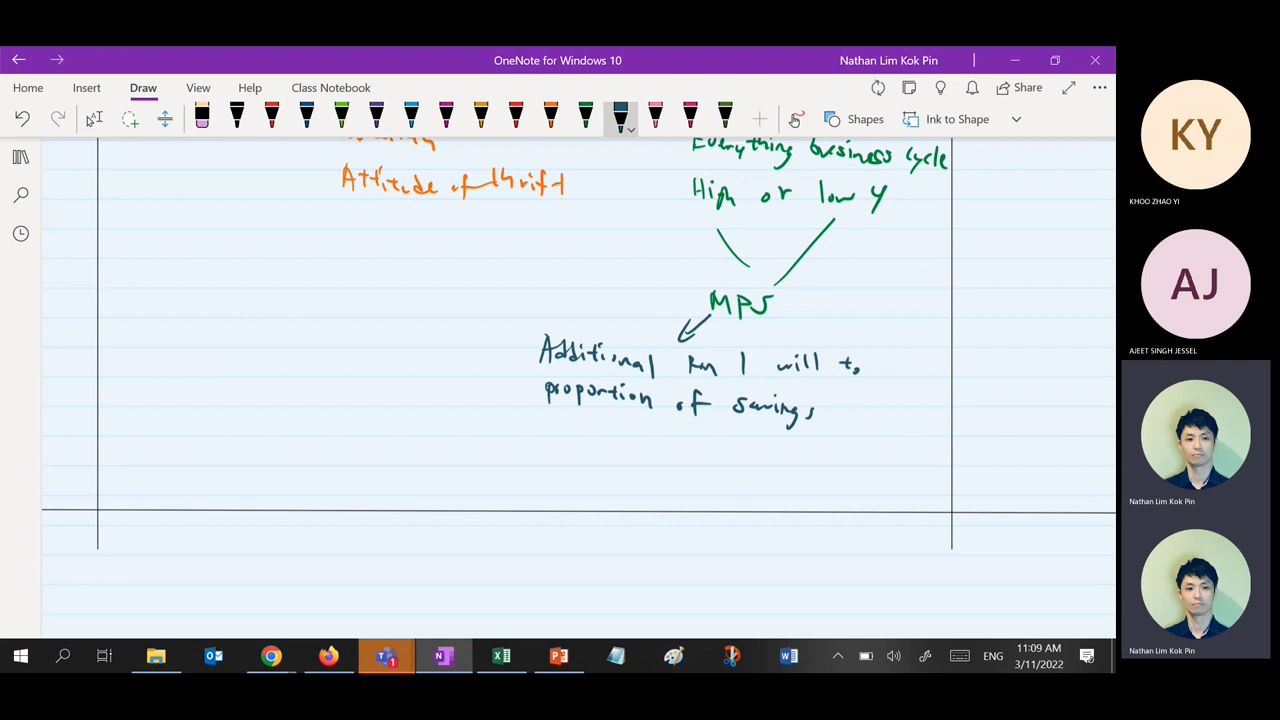 OneNote for Windows 10
Nathan Lim Kok Pin
Home
Insert
Draw
View
Help
Class Notebook
Share
Shapes
Ink to Shape
Attitude of thrift
Everything business cycle
High or low Y
MPS
Additional RM 1 will to
proportion of savings
KY
KHOO ZHAO YI
AJ
AJEET SINGH JESSEL
Nathan Lim Kok Pin
Nathan Lim Kok Pin
1
ENG
11:09 AM
3/11/2022